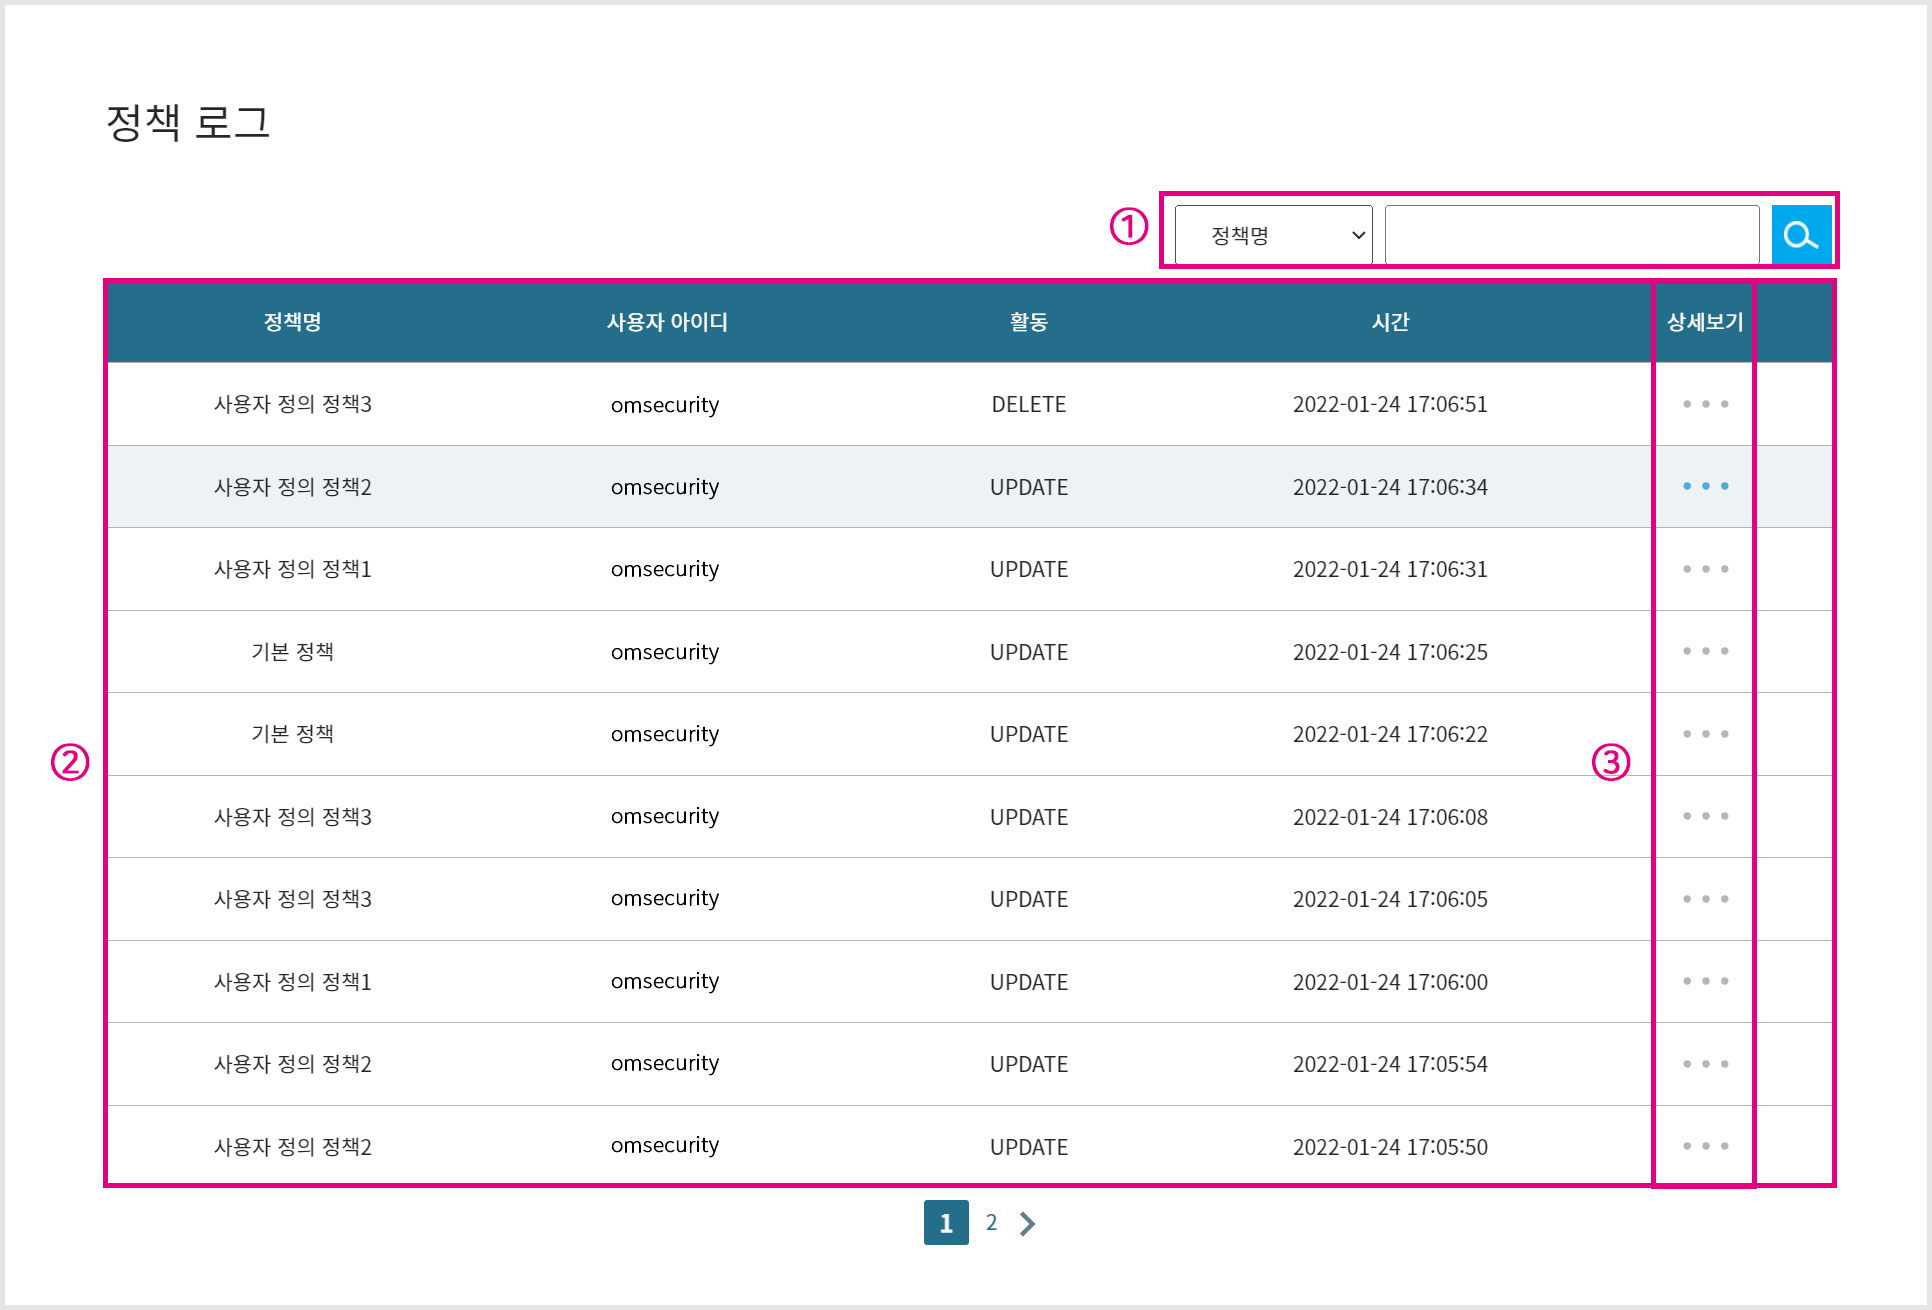 정책 로그
① 정책명
정책명 사용자 아이디 활동 시간 상세보기
사용자 정의 정책3 omsecurity DELETE 2022-01-24 17:06:51
사용자 정의 정책2 omsecurity UPDATE 2022-01-24 17:06:34
사용자 정의 정책1 omsecurity UPDATE 2022-01-24 17:06:31
기본 정책 omsecurity UPDATE 2022-01-24 17:06:25
기본 정책 omsecurity UPDATE 2022-01-24 17:06:22
② ③
사용자 정의 정책3 omsecurity UPDATE 2022-01-24 17:06:08
사용자 정의 정책3 omsecurity UPDATE 2022-01-24 17:06:05
사용자 정의 정책1 omsecurity UPDATE 2022-01-24 17:06:00
사용자 정의 정책2 omsecurity UPDATE 2022-01-24 17:05:54
사용자 정의 정책2 omsecurity UPDATE 2022-01-24 17:05:50
1 2